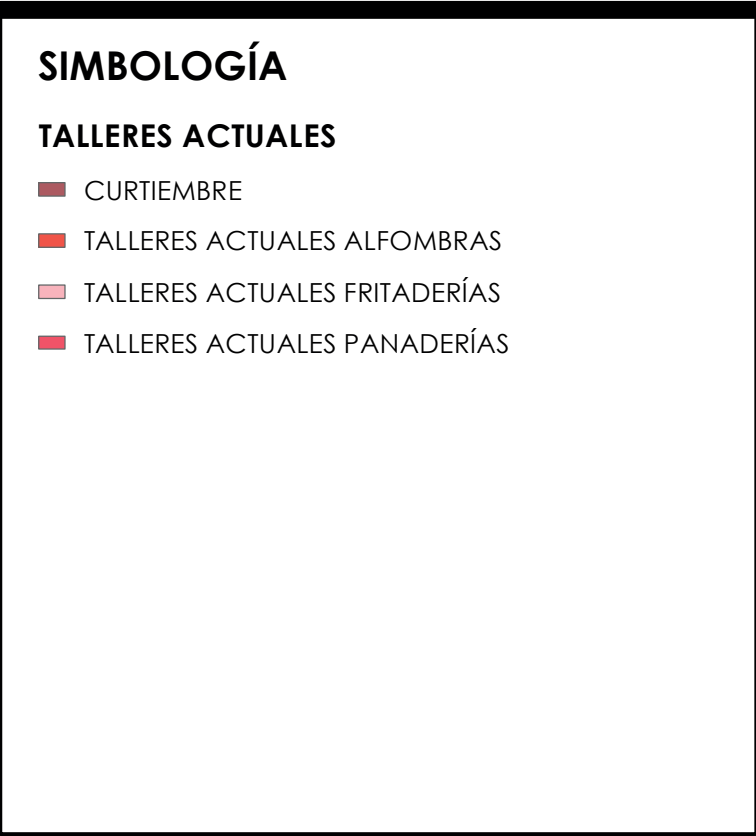 SIMBOLOGÍA
TALLERES ACTUALES
CURTIEMBRE
TALLERES ACTUALES ALFOMBRAS
TALLERES ACTUALES FRITADERÍAS
TALLERES ACTUALES PANADERÍAS